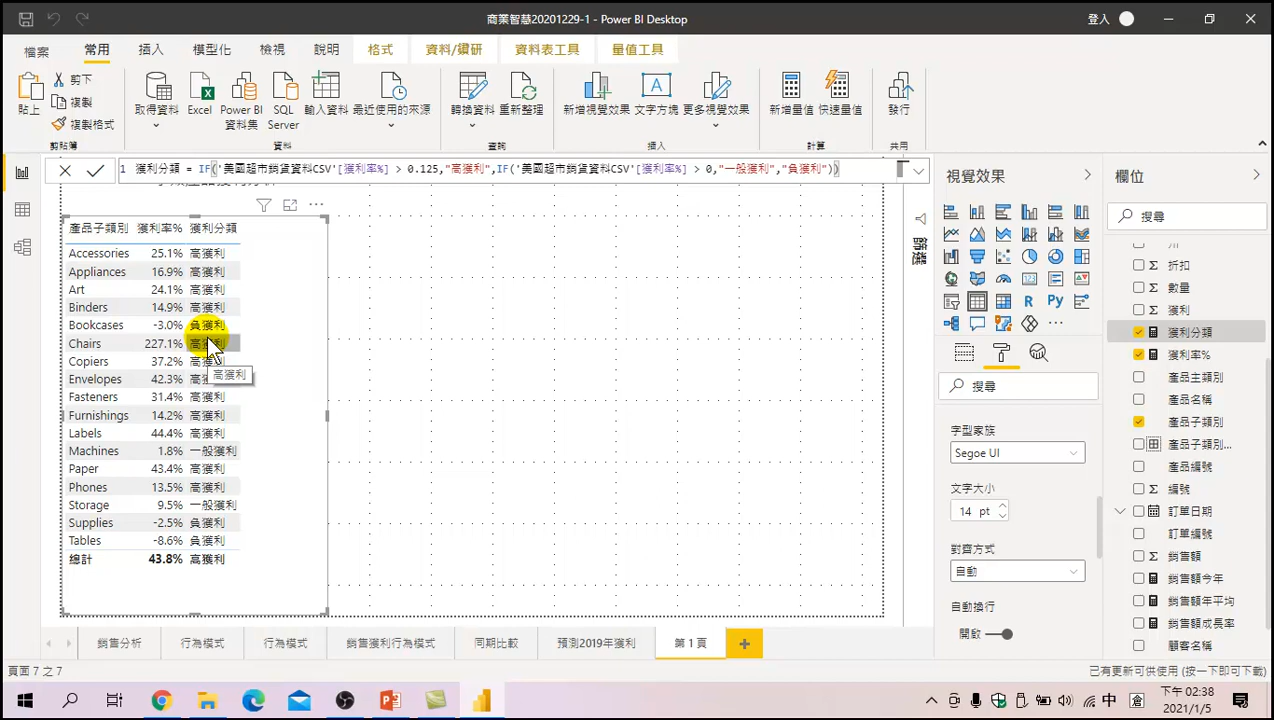 商業智慧20201229-1 - Power BI Desktop
登入
檔案 常用 插入 模型化 檢視 說明 格式 資料/鑽研 資料表工具 量值工具
貼上 剪下 複製 複製格式
取得資料 Excel Power BI 資料集 SQL Server 輸入資料 最近使用的來源
轉換資料 重新整理
新增視覺效果 文字方塊 更多視覺效果
新增量值 快速量值
發行
剪貼簿 資料 查詢 插入 計算 共用
1 獲利分類 = IF('美國超市銷貨資料CSV'[獲利率%] > 0.125,"高獲利",IF('美國超市銷貨資料CSV'[獲利率%] > 0,"一般獲利","負獲利"))
產品子類別 獲利率% 獲利分類
Accessories 25.1% 高獲利
Appliances 16.9% 高獲利
Art 24.1% 高獲利
Binders 14.9% 高獲利
Bookcases -3.0% 負獲利
Chairs 227.1% 高獲利
Copiers 37.2% 高獲利
Envelopes 42.3% 高獲
Fasteners 31.4% 高獲利
Furnishings 14.2% 高獲利
Labels 44.4% 高獲利
Machines 1.8% 一般獲利
Paper 43.4% 高獲利
Phones 13.5% 高獲利
Storage 9.5% 一般獲利
Supplies -2.5% 負獲利
Tables -8.6% 負獲利
總計 43.8% 高獲利
高獲利
篩選
視覺效果
R Py
搜尋
字型家族
Segoe UI
文字大小
14 pt
對齊方式
自動
自動換行
開啟
欄位
搜尋
折扣
數量
獲利
獲利分類
獲利率%
產品主類別
產品名稱
產品子類別
產品子類別...
產品編號
編號
訂單日期
訂單編號
銷售額
銷售額今年
銷售額年平均
銷售額成長率
顧客名稱
銷售分析 行為模式 行為模式 銷售獲利行為模式 同期比較 預測2019年獲利 第 1 頁
頁面 7 之 7
已有更新可供使用 (按一下即可下載)
中 下午 02:38
2021/1/5